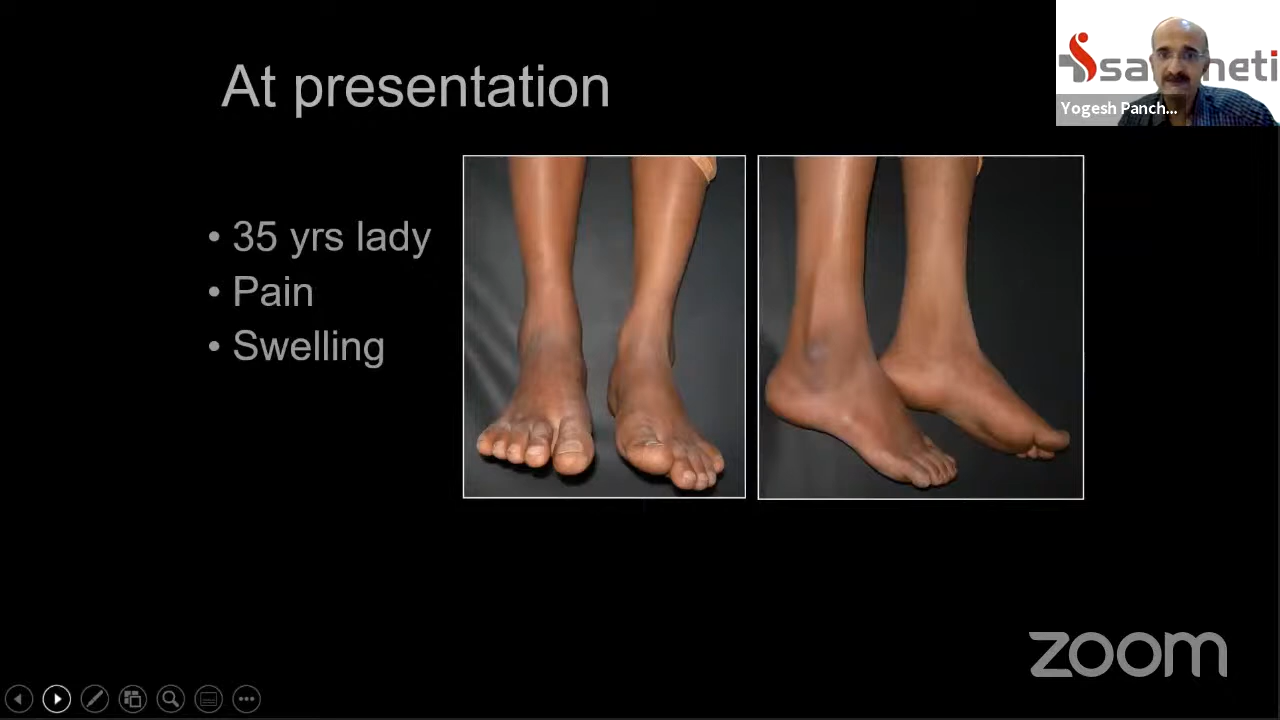 At presentation
Yogesh Panch...
• 35 yrs lady
• Pain
• Swelling
zoom